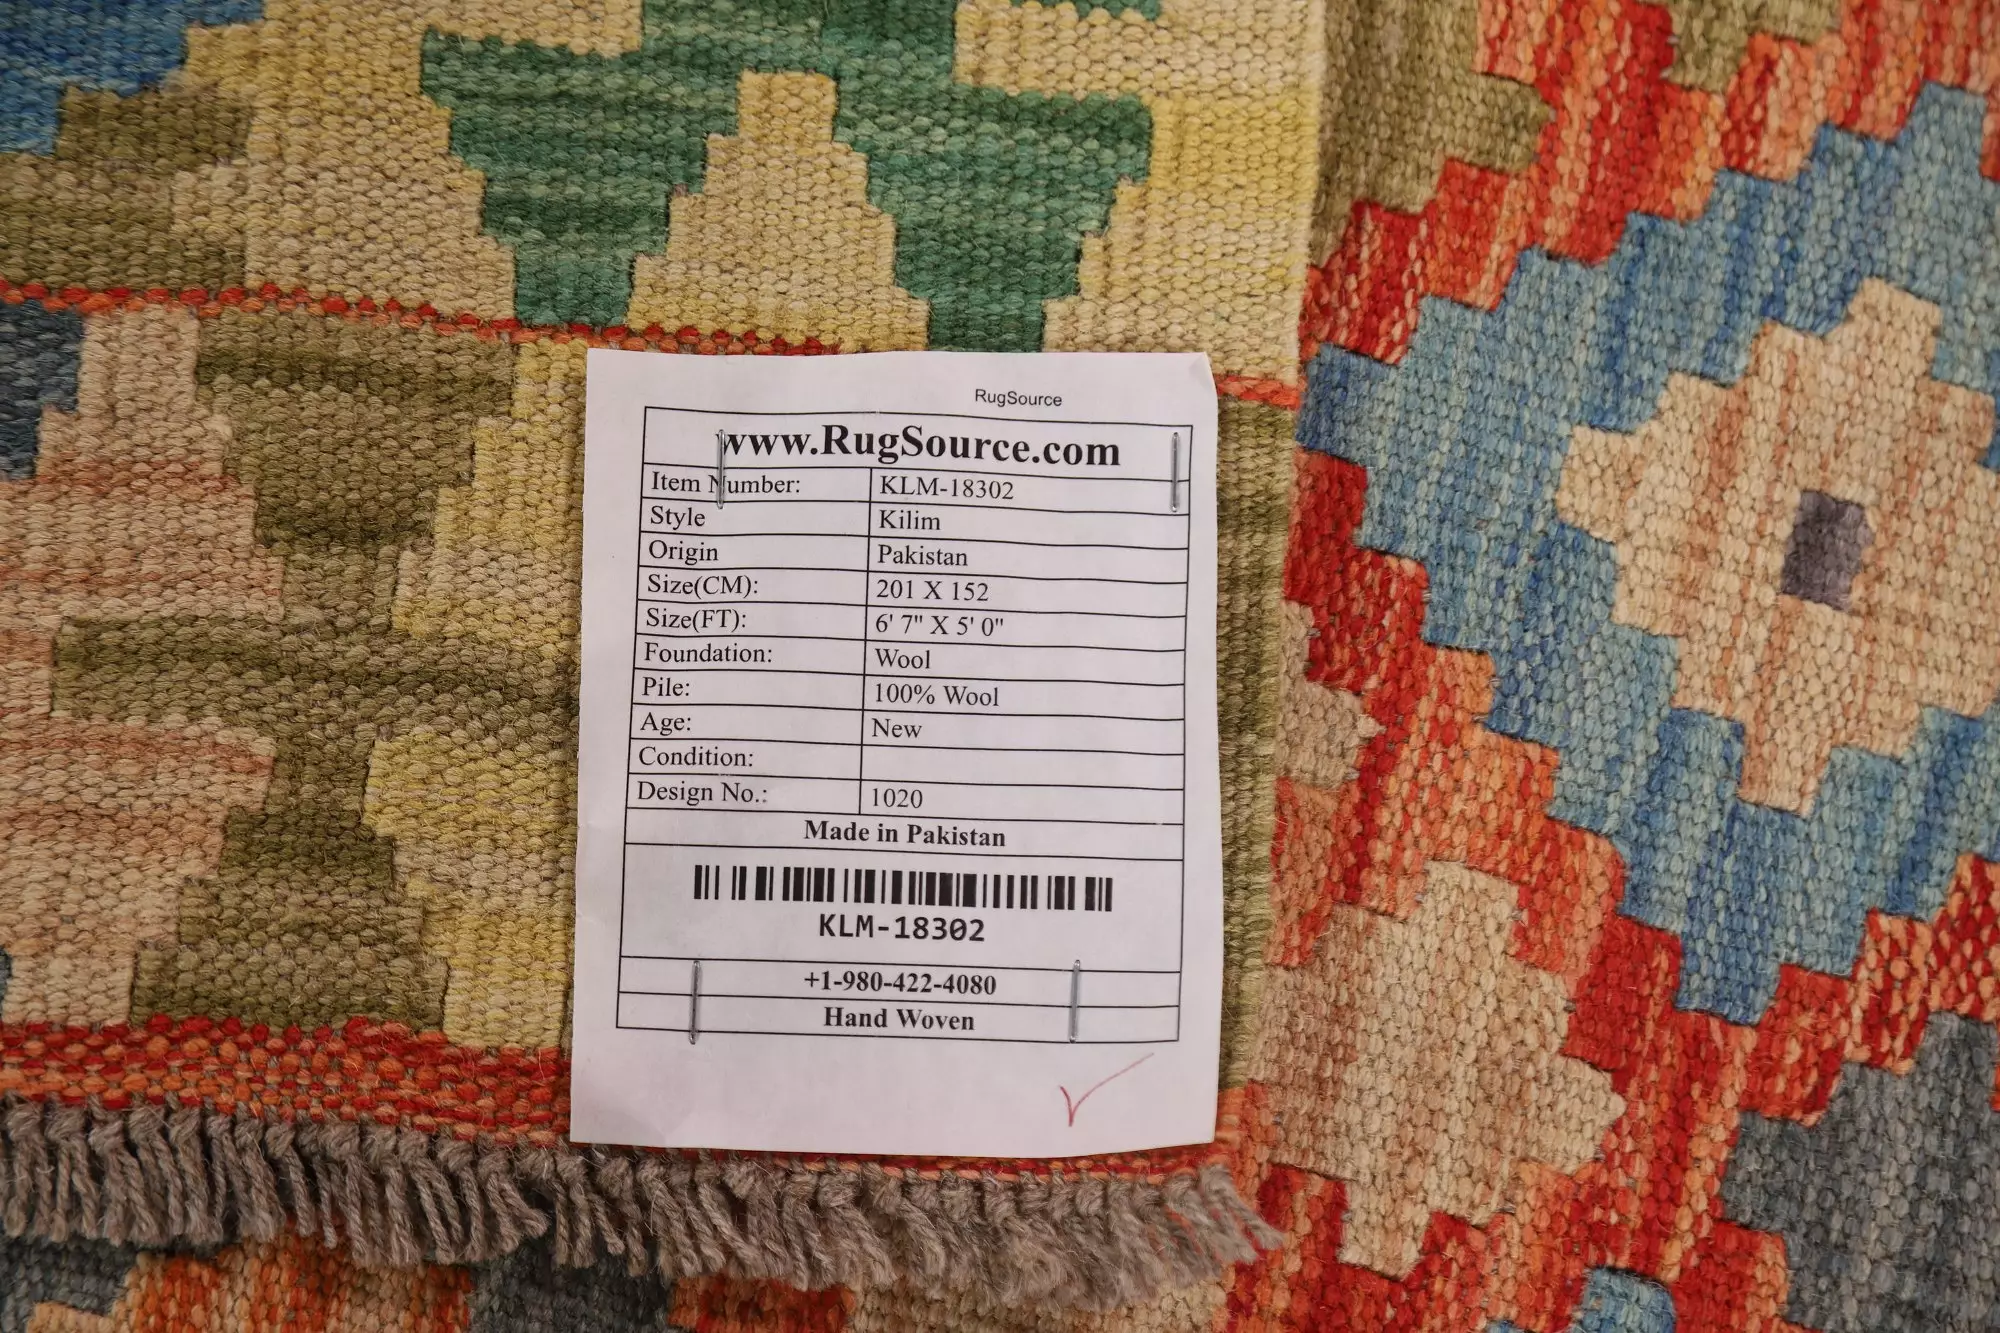 RugSource
www.RugSource.com
Item Number: KLM-18302
Style Kilim
Origin Pakistan
Size(CM): 201 X 152
Size(FT): 6' 7" X 5' 0"
Foundation: Wool
Pile: 100% Wool
Age: New
Condition:
Design No.: 1020
Made in Pakistan
KLM-18302
+1-980-422-4080
Hand Woven